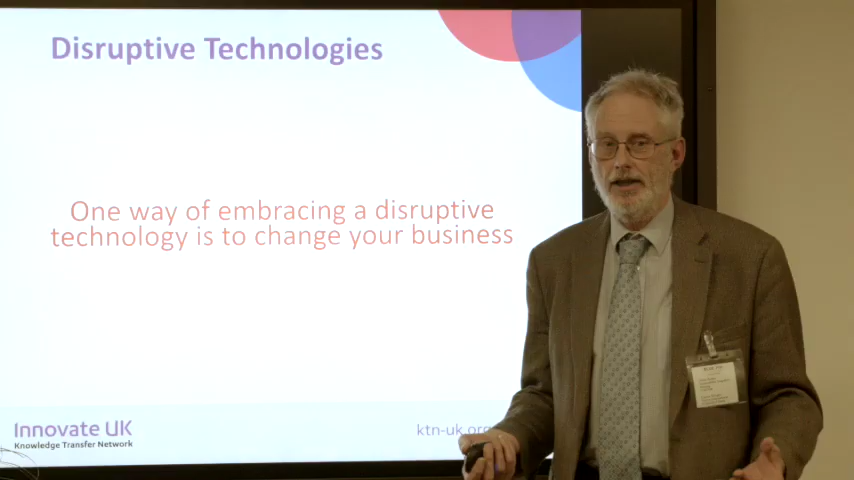 Disruptive Technologies
One way of embracing a disruptive
technology is to change your business
Innovate UK
Knowledge Transfer Network
ktn-uk.org